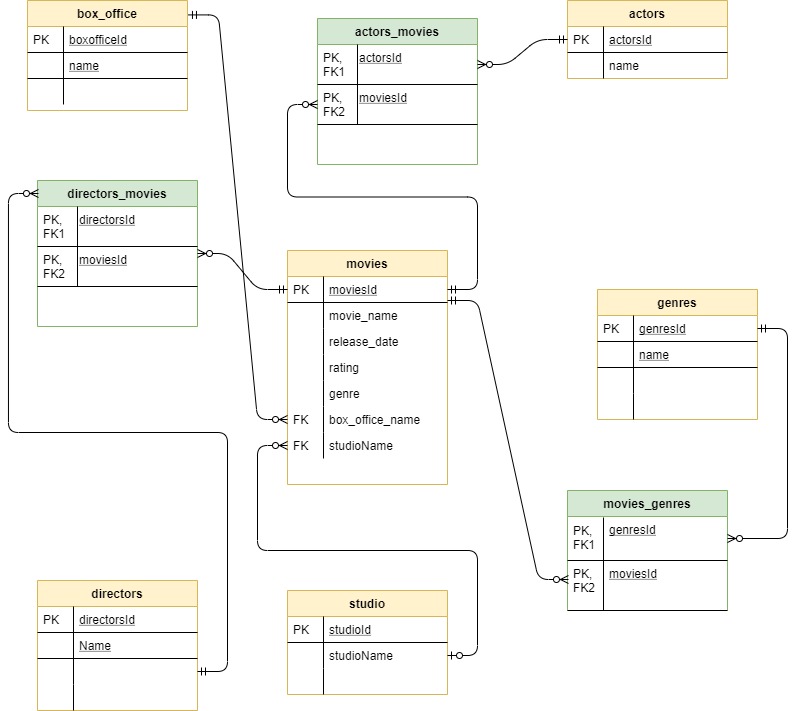 box_office
PK boxofficeId
name
actors_movies
PK, FK1 actorsId
PK, FK2 moviesId
actors
PK actorsId
name
directors_movies
PK, FK1 directorsId
PK, FK2 moviesId
movies
PK moviesId
movie_name
release_date
rating
genre
FK box_office_name
FK studioName
genres
PK genresId
name
movies_genres
PK, FK1 genresId
PK, FK2 moviesId
directors
PK directorsId
Name
studio
PK studioId
studioName